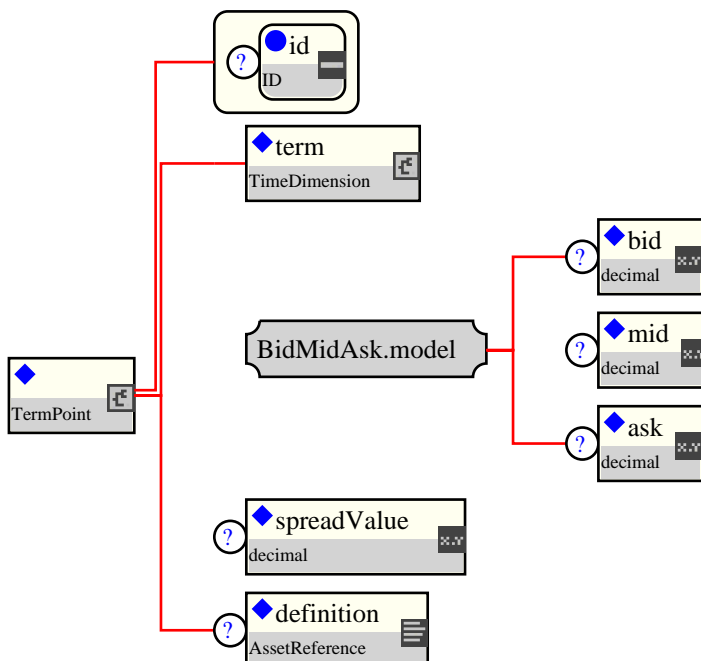 ? id
ID
term
TimeDimension
? bid
decimal
x.Y
BidMidAsk.model
? mid
decimal
x.Y
TermPoint
? ask
decimal
x.Y
? spreadValue
decimal
x.Y
? definition
AssetReference